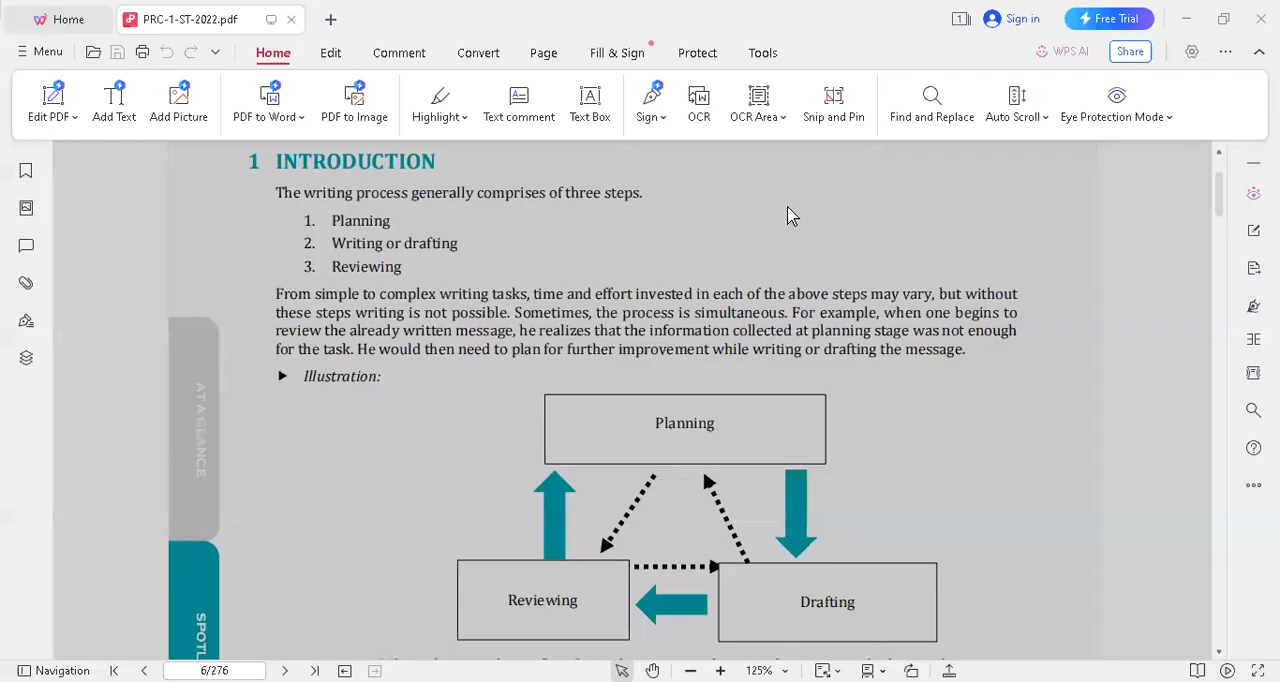 Home
PRC-1-ST-2022.pdf
Sign in
Free Trial
Menu
Home
Edit
Comment
Convert
Page
Fill & Sign
Protect
Tools
WPS AI
Share
Edit PDF
Add Text
Add Picture
PDF to Word
PDF to Image
Highlight
Text comment
Text Box
Sign
OCR
OCR Area
Snip and Pin
Find and Replace
Auto Scroll
Eye Protection Mode
1 INTRODUCTION
The writing process generally comprises of three steps.
1. Planning
2. Writing or drafting
3. Reviewing
From simple to complex writing tasks, time and effort invested in each of the above steps may vary, but without
these steps writing is not possible. Sometimes, the process is simultaneous. For example, when one begins to
review the already written message, he realizes that the information collected at planning stage was not enough
for the task. He would then need to plan for further improvement while writing or drafting the message.
Illustration:
AT A GLANCE
Planning
Reviewing
Drafting
SPOTL
Navigation
6/276
125%